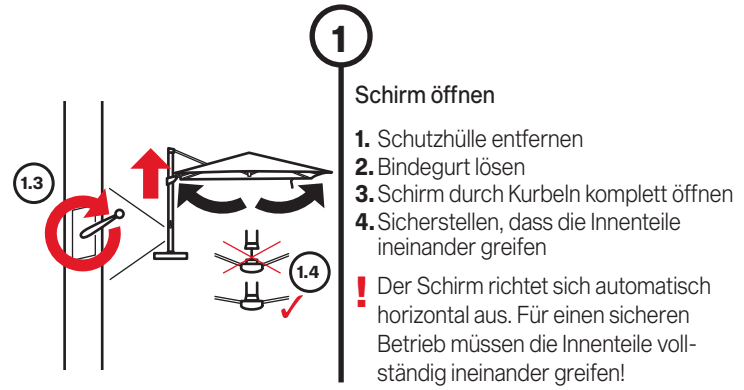 1
Schirm öffnen
1. Schutzhülle entfernen
2. Bindegurt lösen
3. Schirm durch Kurbeln komplett öffnen
4. Sicherstellen, dass die Innenteile
ineinander greifen
! Der Schirm richtet sich automatisch
horizontal aus. Für einen sicheren
Betrieb müssen die Innenteile voll-
ständig ineinander greifen!
1.3
1.4